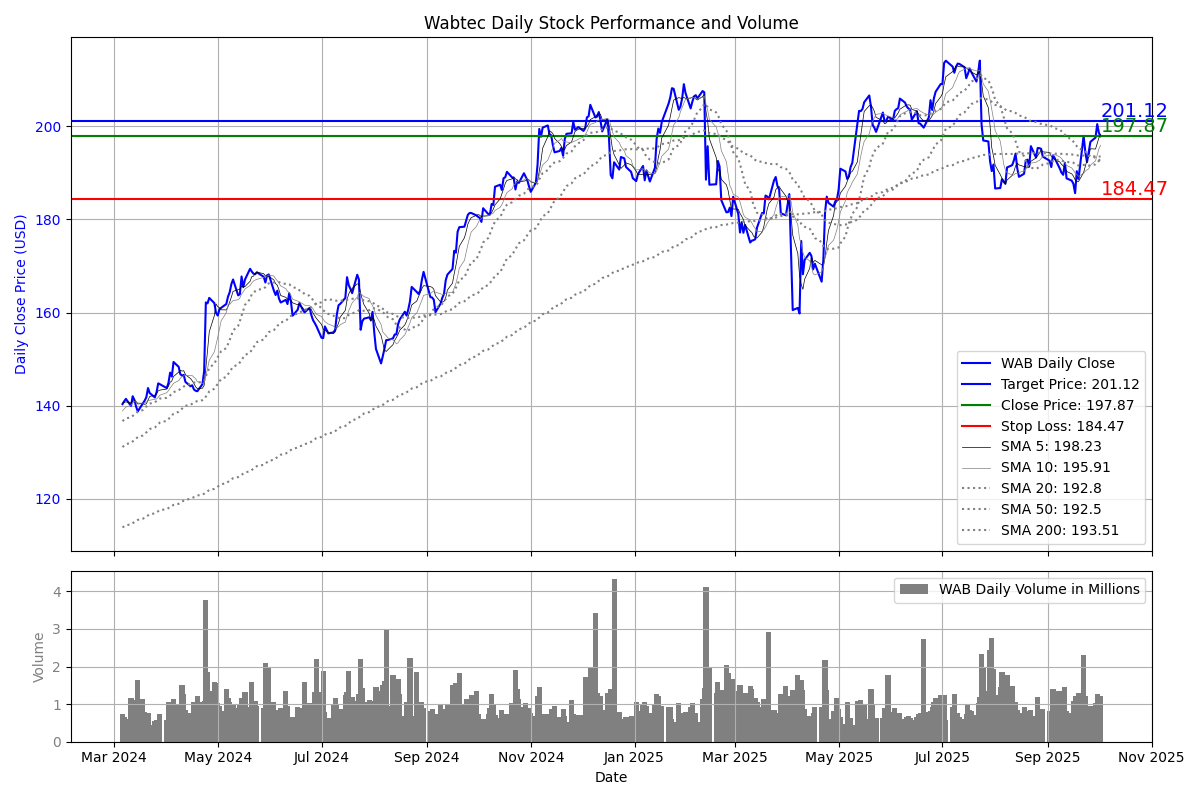 Wabtec Daily Stock Performance and Volume
Daily Close Price (USD)
200
180
160
140
120
201.12
197.87
184.47
WAB Daily Close
Target Price: 201.12
Close Price: 197.87
Stop Loss: 184.47
SMA 5: 198.23
SMA 10: 195.91
SMA 20: 192.8
SMA 50: 192.5
SMA 200: 193.51
Volume
4
3
2
1
0
WAB Daily Volume in Millions
Mar 2024 May 2024 Jul 2024 Sep 2024 Nov 2024 Jan 2025 Mar 2025 May 2025 Jul 2025 Sep 2025 Nov 2025
Date